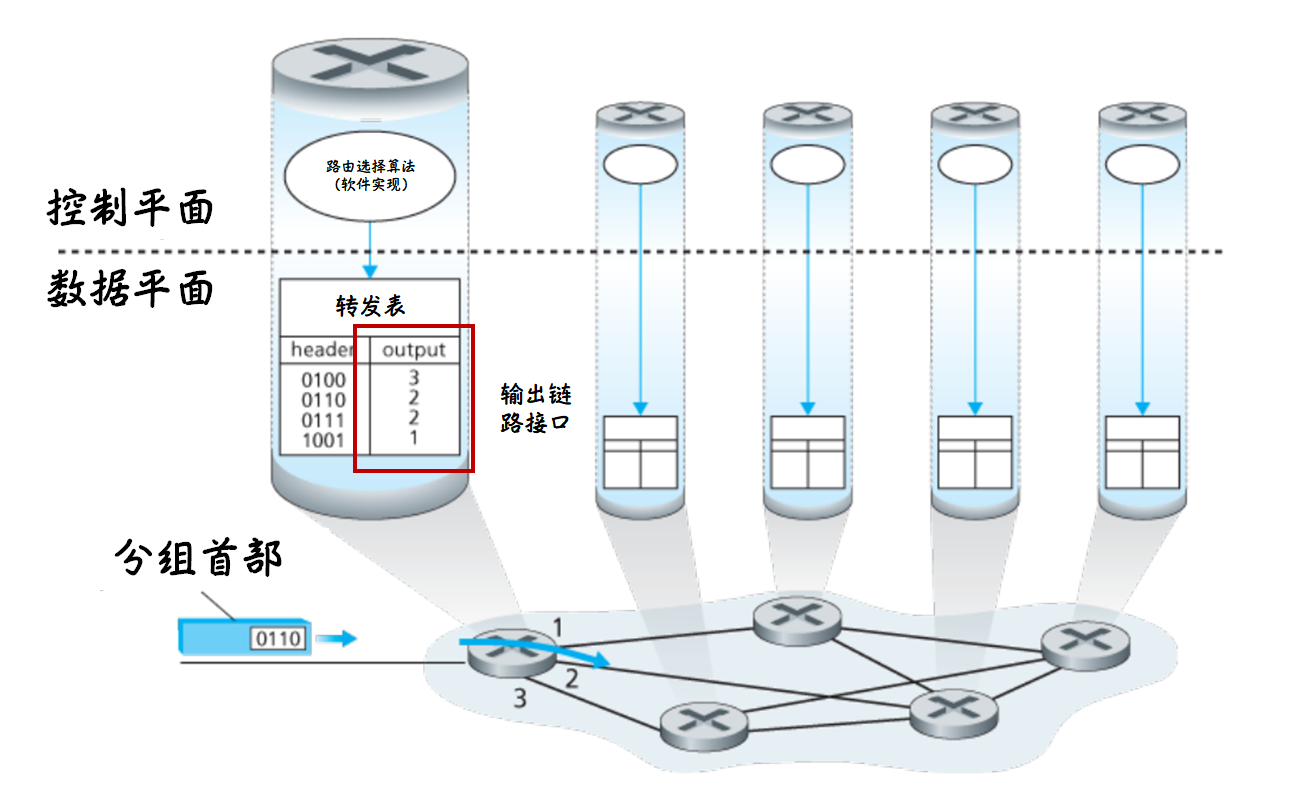 路由选择算法
（软件实现）
控制平面
数据平面
转发表
header output
0100 3
0110 2
0111 2
1001 1
输出链
路接口
分组首部
0110
1
2
3